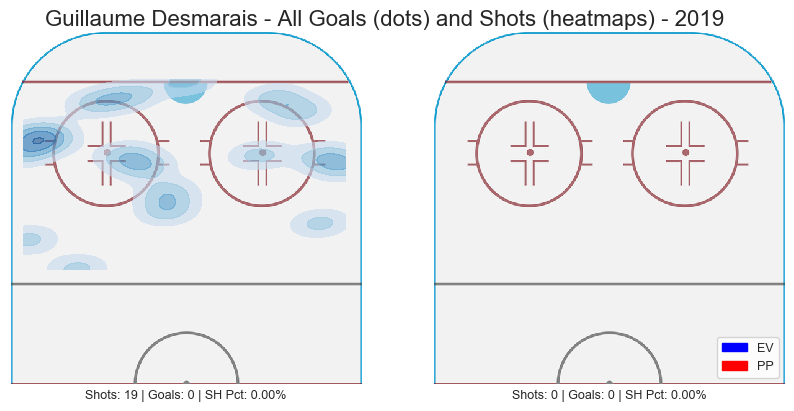 Guillaume Desmarais - All Goals (dots) and Shots (heatmaps) - 2019
EV
PP
Shots: 19 | Goals: 0 | SH Pct: 0.00%
Shots: 0 | Goals: 0 | SH Pct: 0.00%